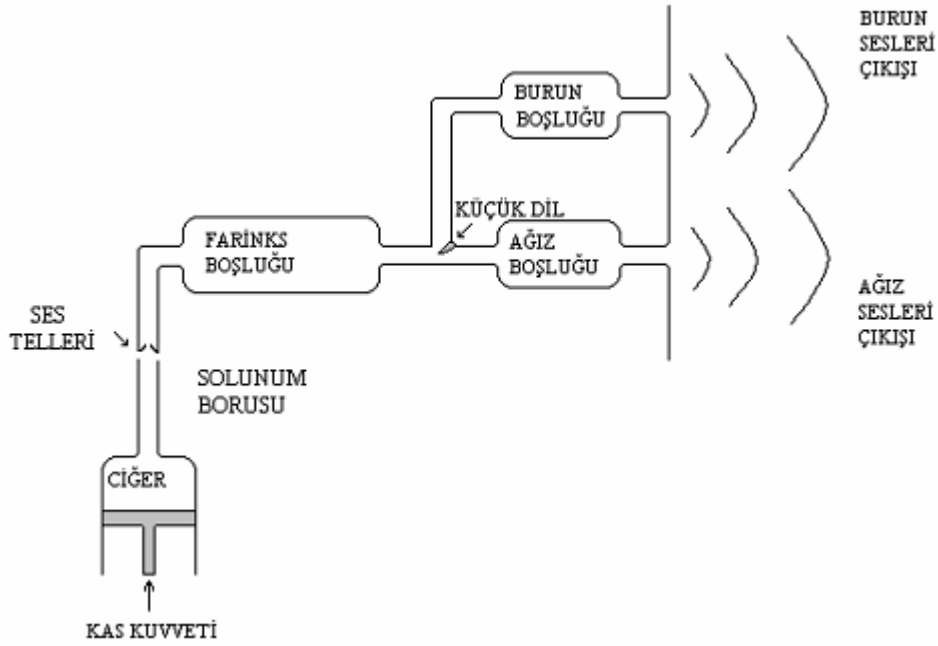 BURUN
SESLERİ
ÇIKIŞI
BURUN
BOŞLUĞU
KÜÇÜK DİL
FARİNKS
BOŞLUĞU
AĞIZ
BOŞLUĞU
AĞIZ
SESLERİ
ÇIKIŞI
SES
TELLERİ
SOLUNUM
BORUSU
CİĞER
KAS KUVVETİ